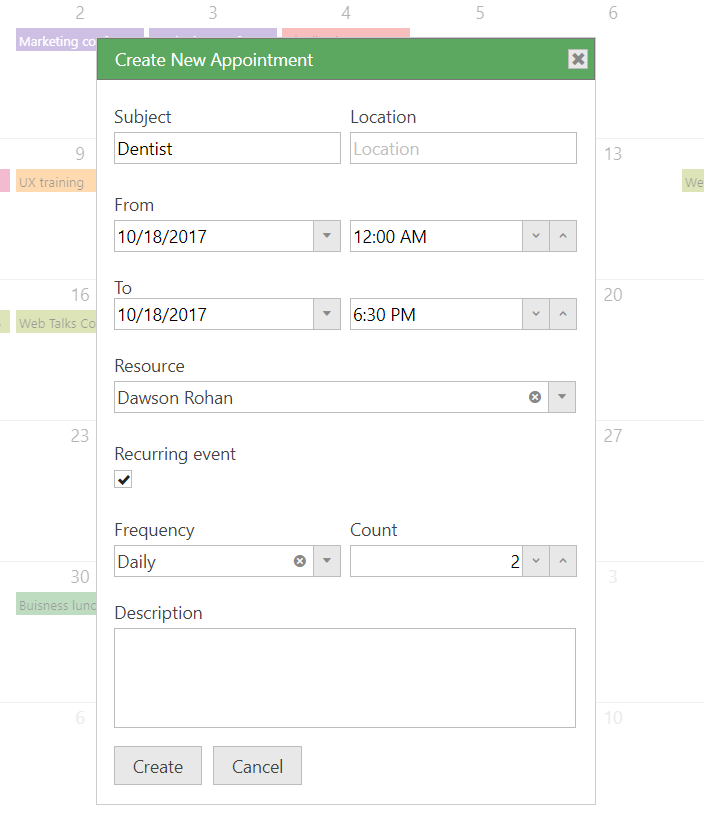 2 3 4 5 6
Marketing co
Create New Appointment
Subject Location
Dentist Location
9 13
UX training We
From
10/18/2017 12:00 AM
To
16 20
10/18/2017 6:30 PM
Web Talks Co
Resource
Dawson Rohan
23 27
Recurring event
Frequency Count
Daily 2
30 3
Buisness lunc
Description
6 10
Create Cancel